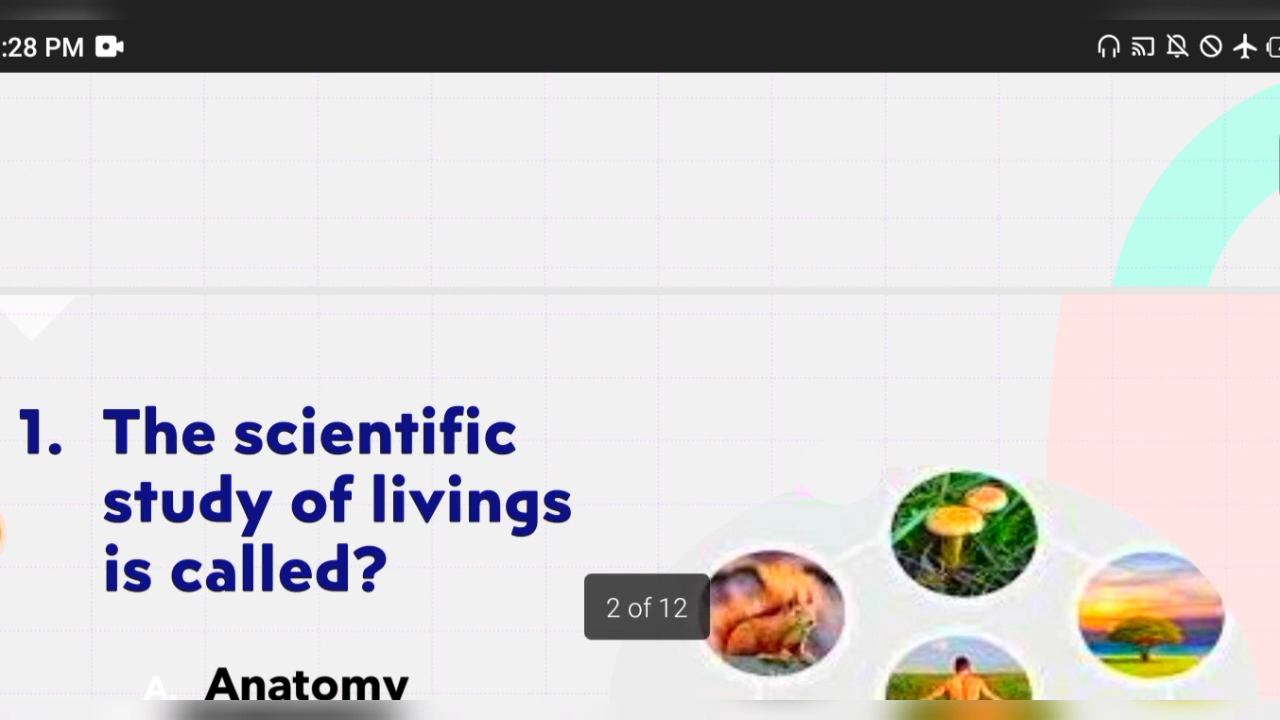 :28 PM
1. The scientific
study of livings
is called?
2 of 12
A. Anatomy